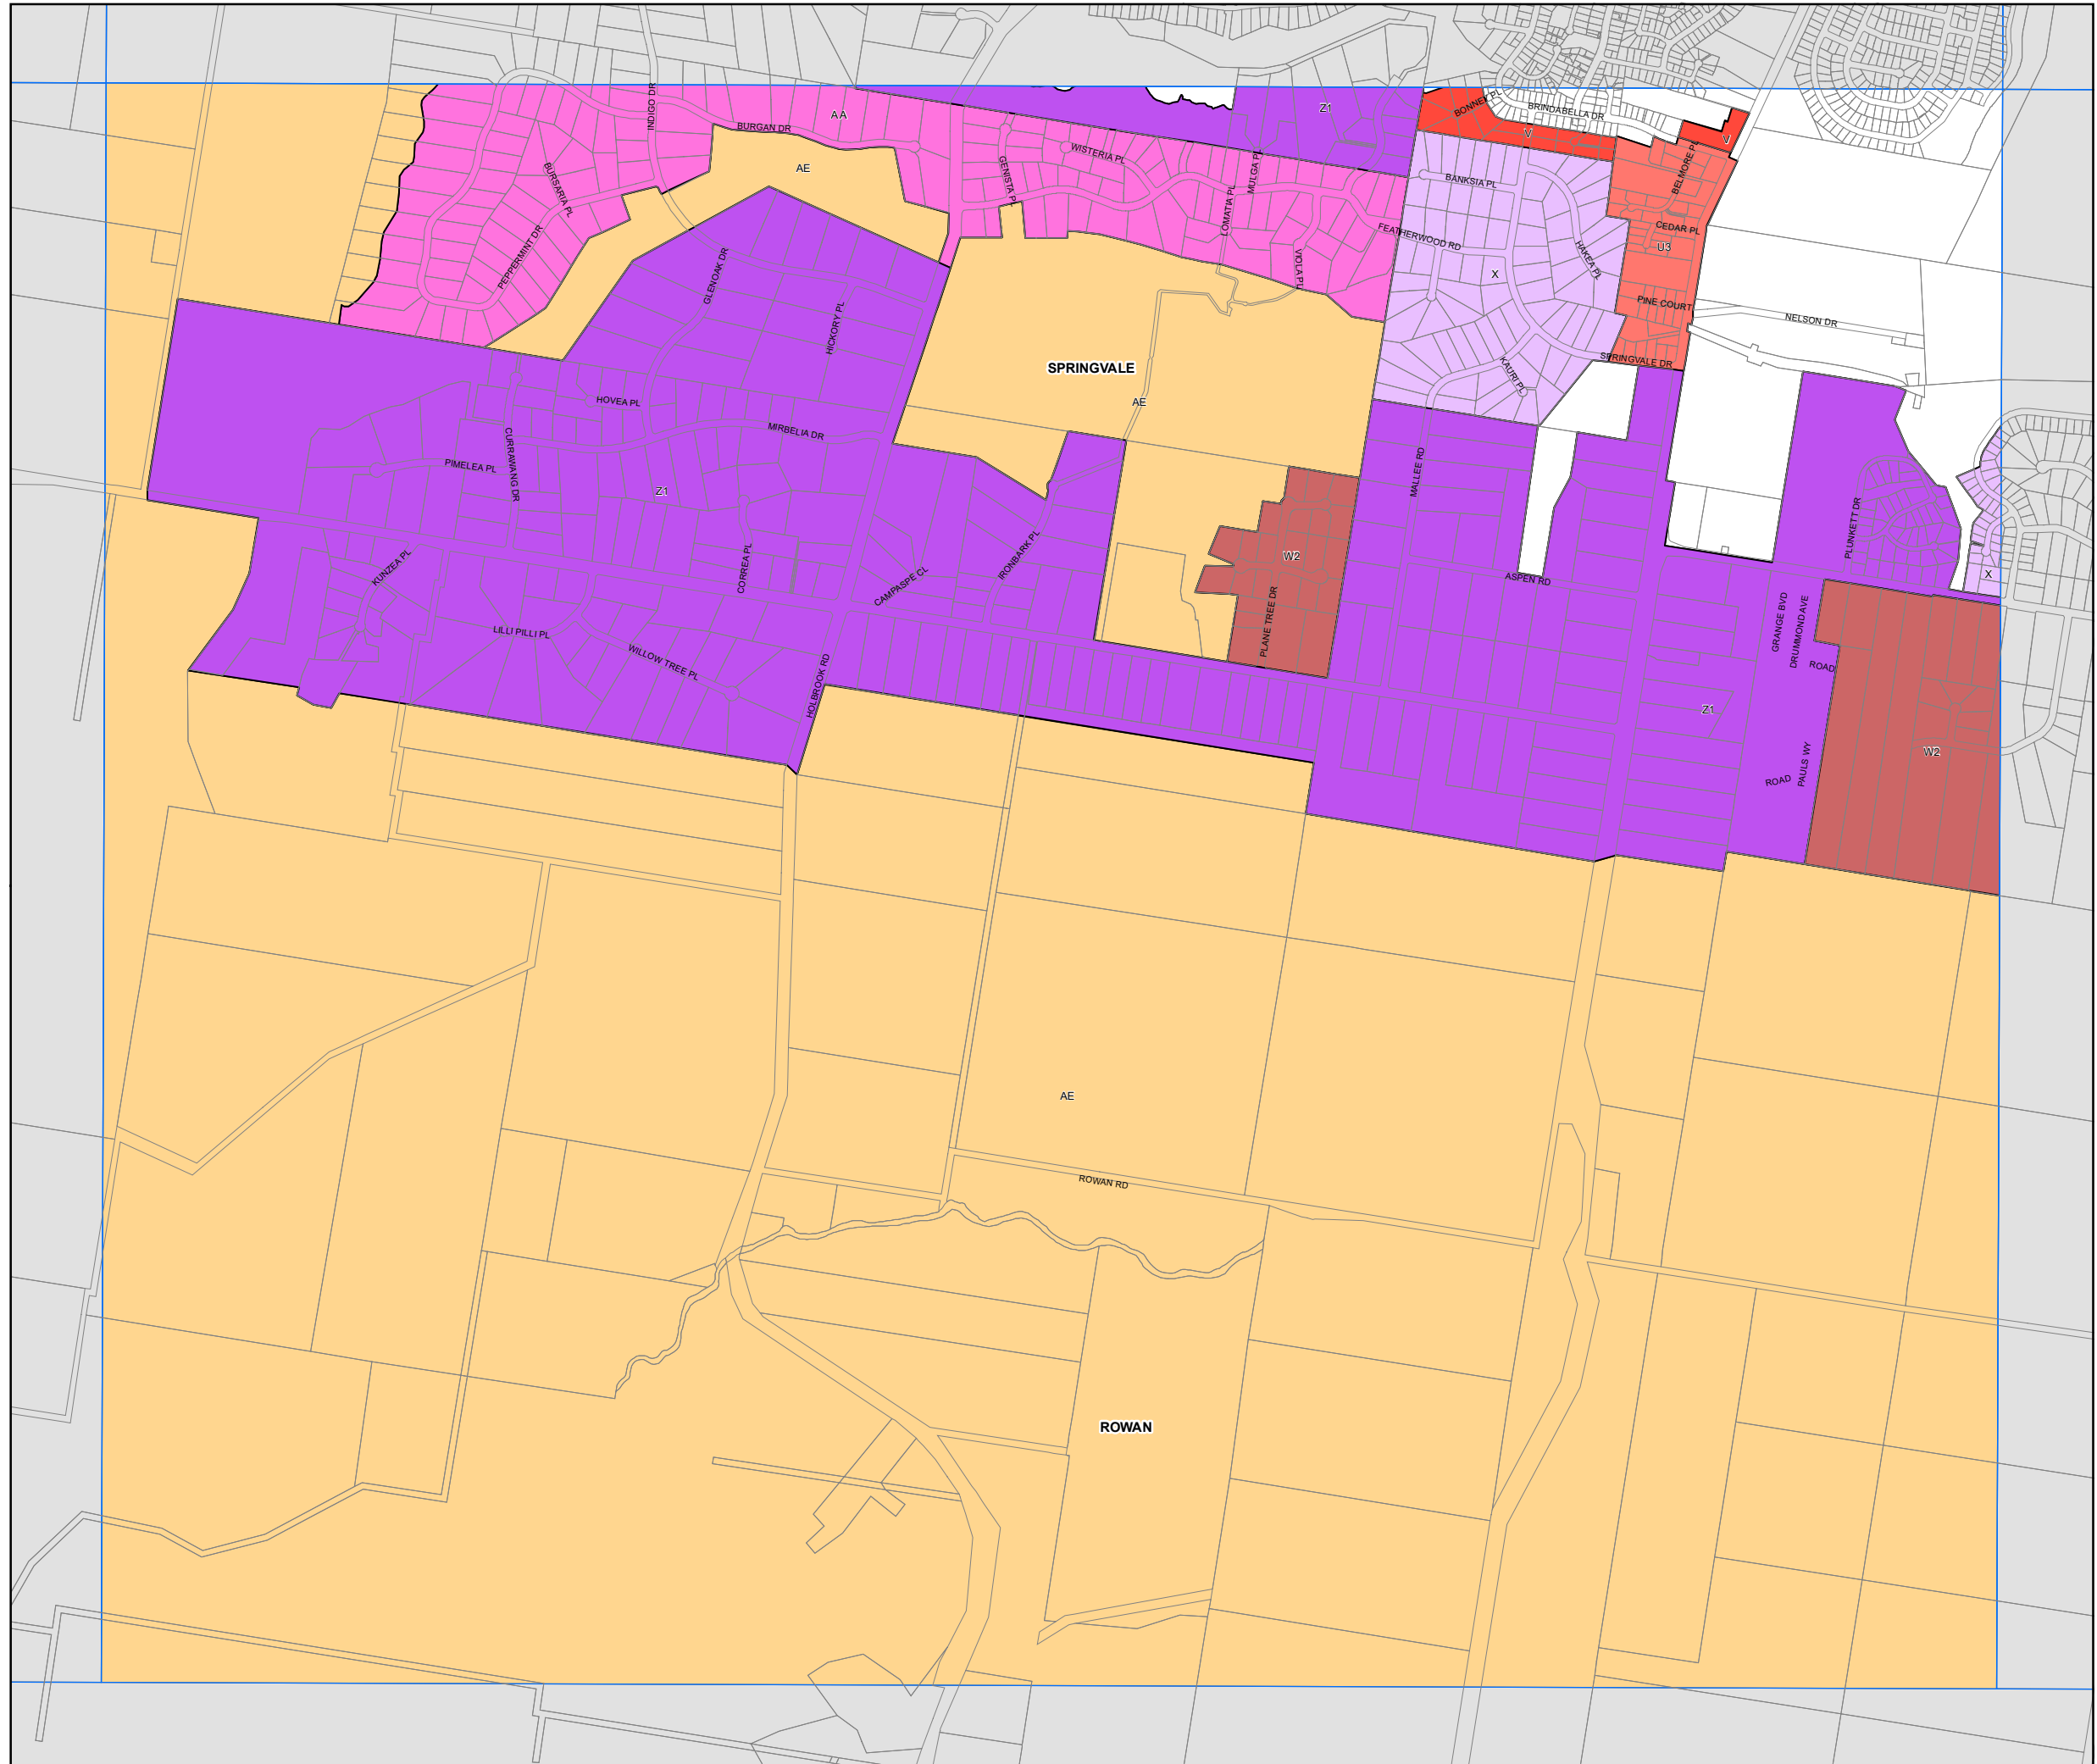 INDIGO DR
AA
BURGAN DR
Z1
BONNEY PL
BRINDABELLA DR
V
V
WISTERIA PL
AE
BURSARIA PL
GENISTA PL
MULGA PL
BANKSIA PL
BELMORE PL
LOMATIA PL
PEPPERMINT DR
FEATHERWOOD RD
CEDAR PL
U3
HAKEA PL
VIOLA PL
X
GLENOAK DR
PINE COURT
NELSON DR
HICKORY PL
SPRINGVALE
SPRINGVALE DR
KAURI PL
HOVEA PL
AE
MIRBELIA DR
CURRAWANG DR
PIMELEA PL
MALLEE RD
Z1
PLUNKETT DR
IRONBARK PL
W2
KUNZEA PL
CORREA PL
CAMPASPE CL
ASPEN RD
X
PLANE TREE DR
GRANGE BVD
DRUMMOND AVE
LILLI PILLI PL
WILLOW TREE PL
ROAD
HOLBROOK RD
Z1
W2
PAULS WY
ROAD
AE
ROWAN RD
ROWAN